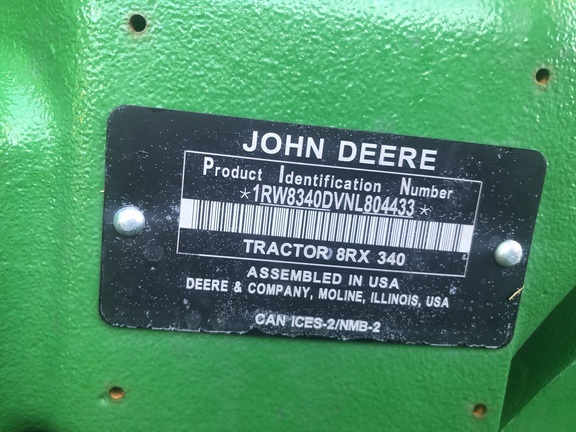 JOHN DEERE
Product Identification Number
*1RW8340DVNL804433*
TRACTOR 8RX 340
ASSEMBLED IN USA
DEERE & COMPANY, MOLINE, ILLINOIS, USA
CAN ICES-2/NMB-2